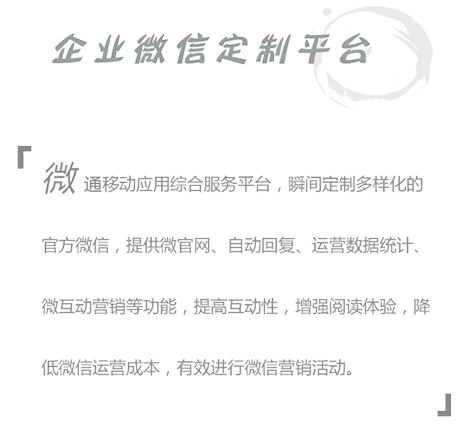 企业微信定制平台
微通移动应用综合服务平台，瞬间定制多样化的
官方微信，提供微官网、自动回复、运营数据统计、
微互动营销等功能，提高互动性，增强阅读体验，降
低微信运营成本，有效进行微信营销活动。